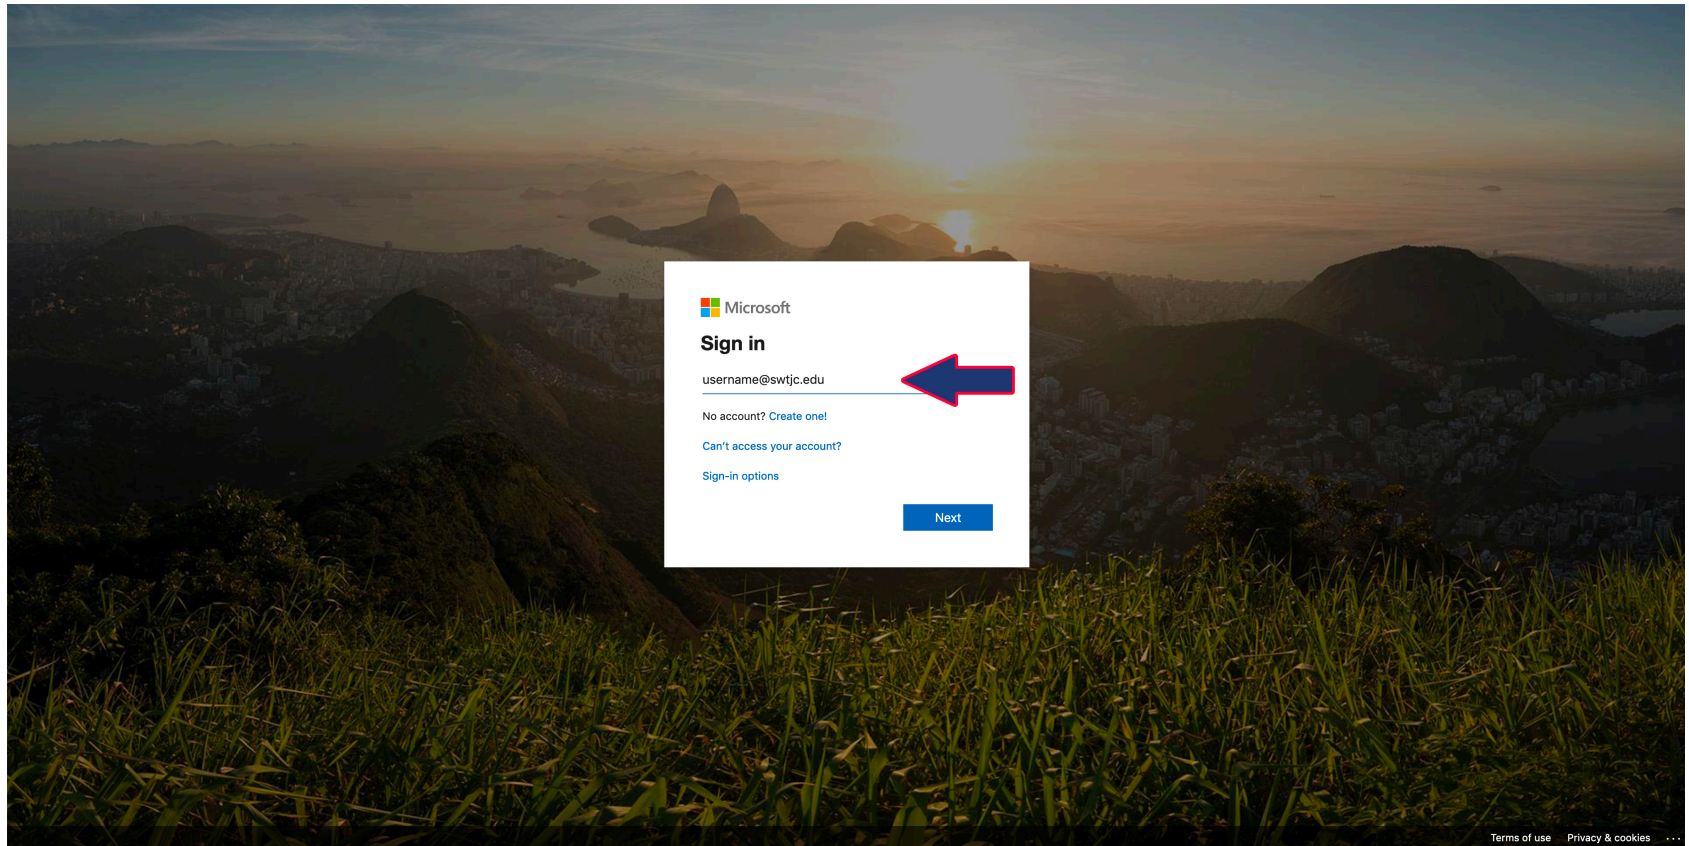 Microsoft
Sign in
username@swtjc.edu
No account? Create one!
Can't access your account?
Sign-in options
Next
Terms of use Privacy & cookies ...